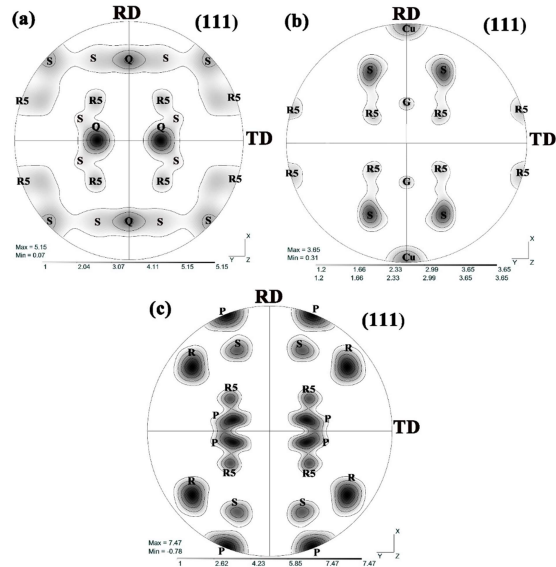 (a) RD (111)
S Q S
S S
R5 R5
R5 R5
S S
Q Q
TD
S S
R5 R5
R5 R5
S S Q S S
Max = 5.15
Min = 0.07
X
Y Z
1 2.04 3.07 4.11 5.15 5.15
(b) RD (111)
Cu
S S
G
R5 R5 R5 R5
TD
R5 G R5
R5 R5
S S
Cu
Max = 3.65
Min = 0.31
X
Y Z
1.2 1.66 2.33 2.99 3.65 3.65
1.2 1.66 2.33 2.99 3.65 3.65
(c) RD (111)
P P
S S
R R
R5 R5
P P
TD
P P
R5 R5
R R
S S
P P
Max = 7.47
Min = -0.78
X
Y Z
1 2.62 4.23 5.85 7.47 7.47